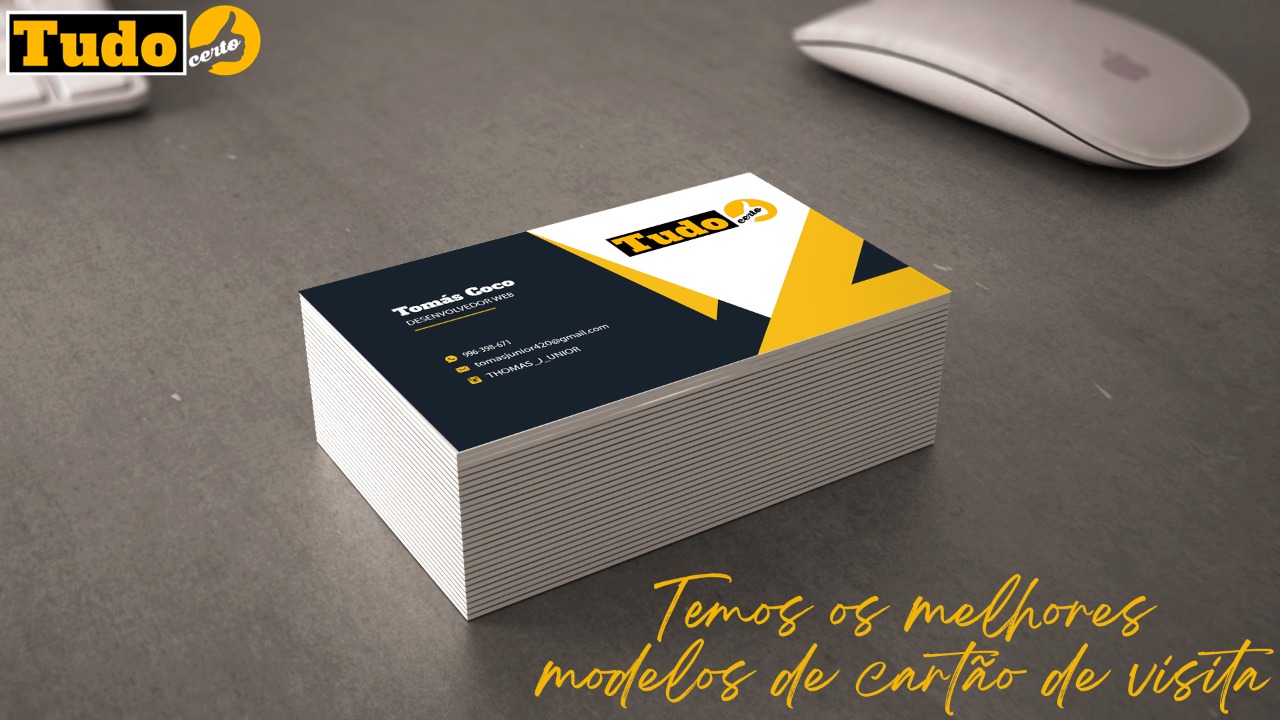 Tudo
certo
Tudo
certo
Tomás Coco
DESENVOLVEDOR WEB
996-398-671
tomasjunior420@gmail.com
THOMAS_J_UNIOR
Temos os melhores
modelos de cartão de visita